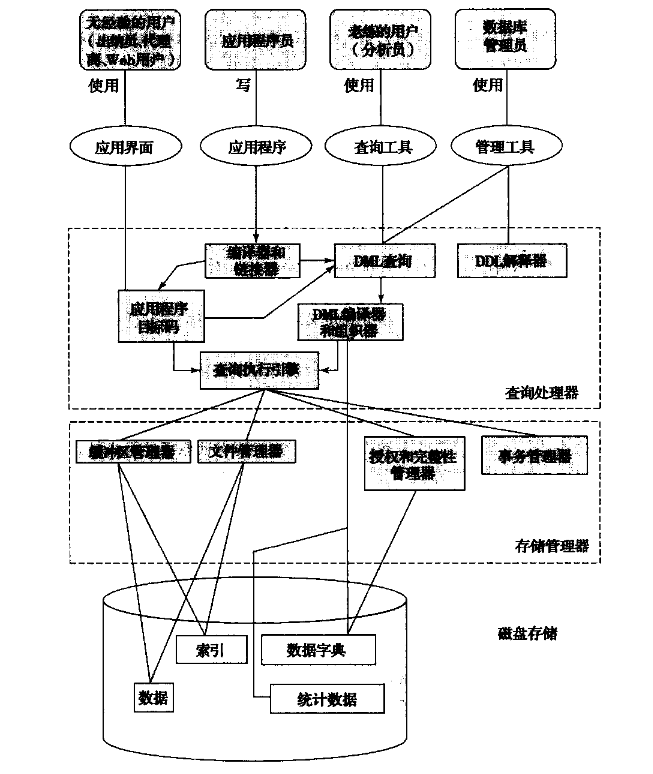 无经验的用户
（出纳员、代理
商、Web用户）
应用程序员
老练的用户
（分析员）
数据库
管理员
使用
写
使用
使用
应用界面
应用程序
查询工具
管理工具
编译器和
链接器
DML查询
DDL解释器
应用程序
目标码
DML编译器
和组织器
查询执行引擎
查询处理器
缓冲区管理器
文件管理器
授权和完整性
管理器
事务管理器
存储管理器
磁盘存储
索引
数据字典
数据
统计数据